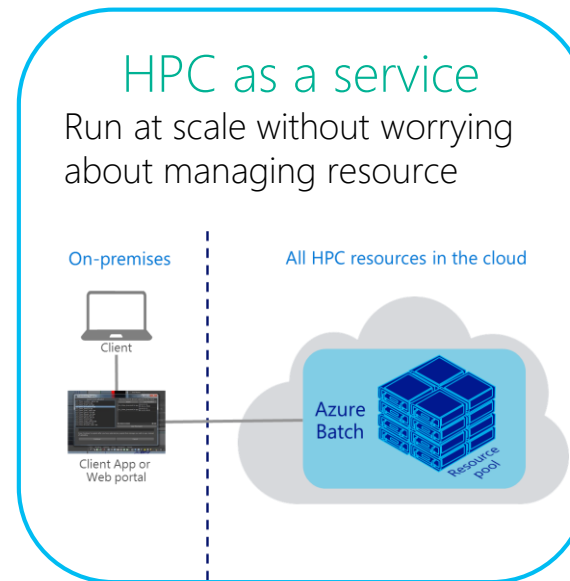 HPC as a service
Run at scale without worrying
about managing resource
On-premises
All HPC resources in the cloud
Client
Client App or
Web portal
Azure
Batch
Resource
pool